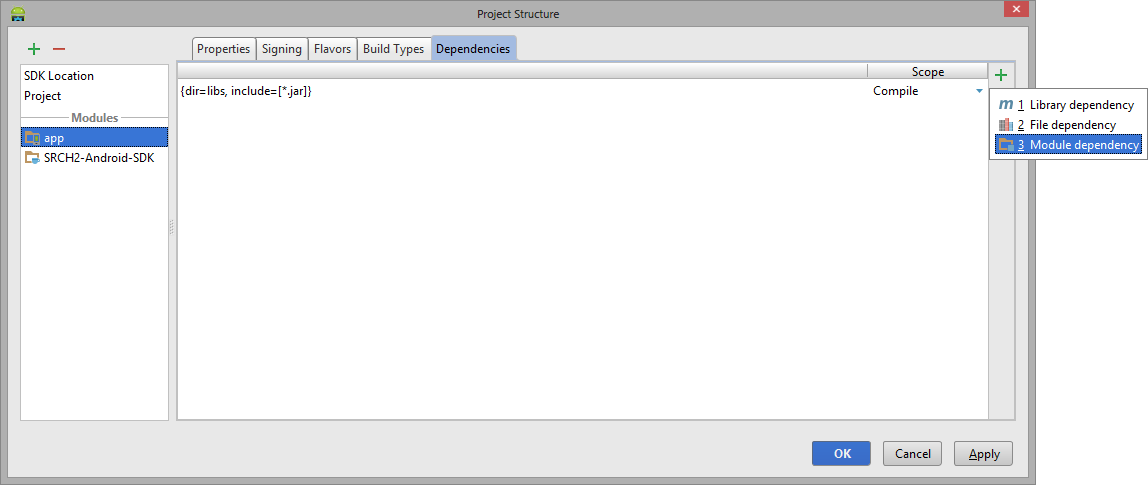 Project Structure
Properties Signing Flavors Build Types Dependencies
SDK Location
Project
Modules
app
SRCH2-Android-SDK
Scope
{dir=libs, include=[*.jar]} Compile
m 1 Library dependency
2 File dependency
3 Module dependency
OK Cancel Apply